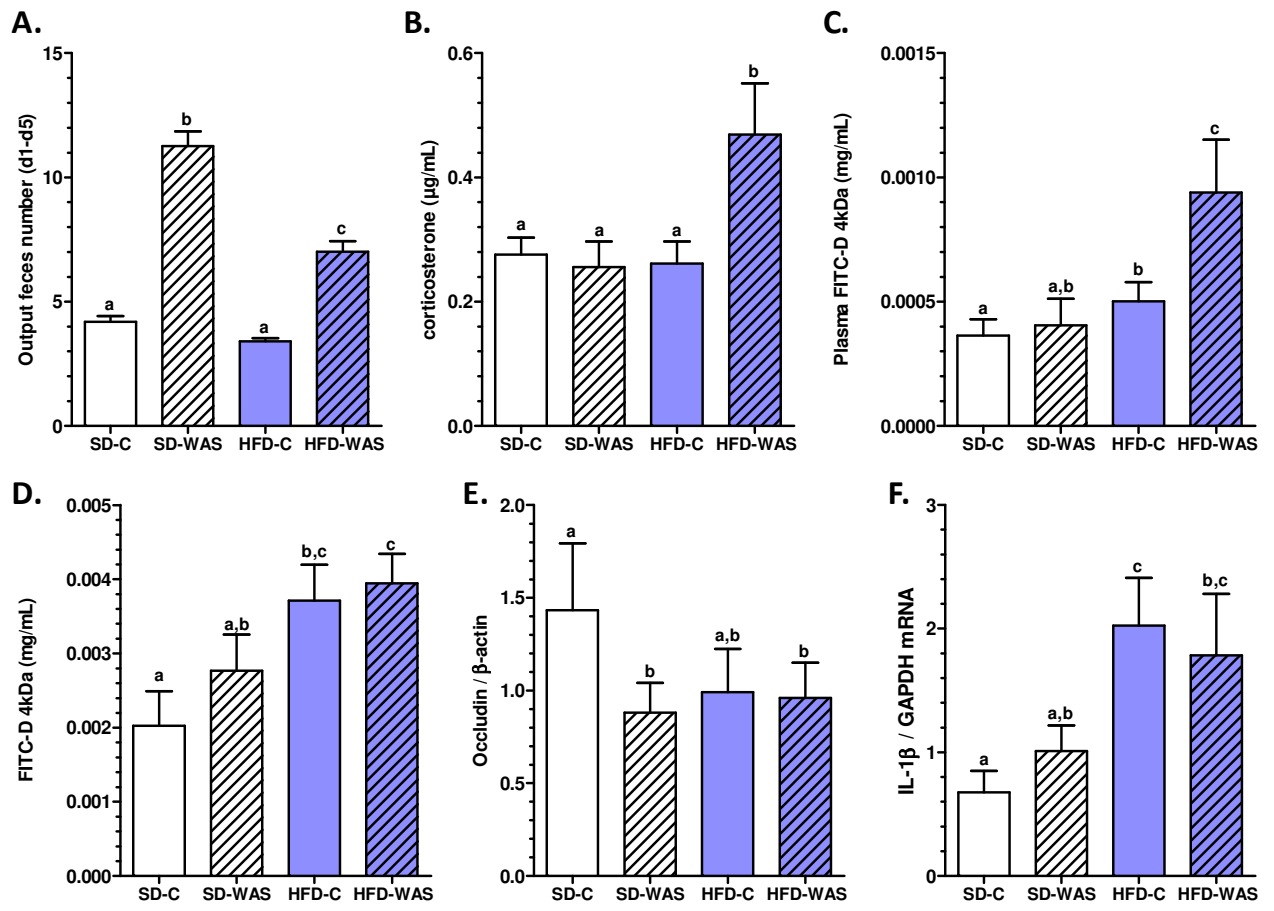 A.
Output feces number (d1-d5)
15
10
5
0
a
b
a
c
SD-C SD-WAS HFD-C HFD-WAS
B.
corticosterone (µg/mL)
0.6
0.4
0.2
0.0
a
a
a
b
SD-C SD-WAS HFD-C HFD-WAS
C.
Plasma FITC-D 4kDa (mg/mL)
0.0015
0.0010
0.0005
0.0000
a
a,b
b
c
SD-C SD-WAS HFD-C HFD-WAS
D.
FITC-D 4kDa (mg/mL)
0.005
0.004
0.003
0.002
0.001
0.000
a
a,b
b,c
c
SD-C SD-WAS HFD-C HFD-WAS
E.
Occludin / β-actin
2.0
1.5
1.0
0.5
0.0
a
b
a,b
b
SD-C SD-WAS HFD-C HFD-WAS
F.
IL-1β / GAPDH mRNA
3
2
1
0
a
a,b
c
b,c
SD-C SD-WAS HFD-C HFD-WAS